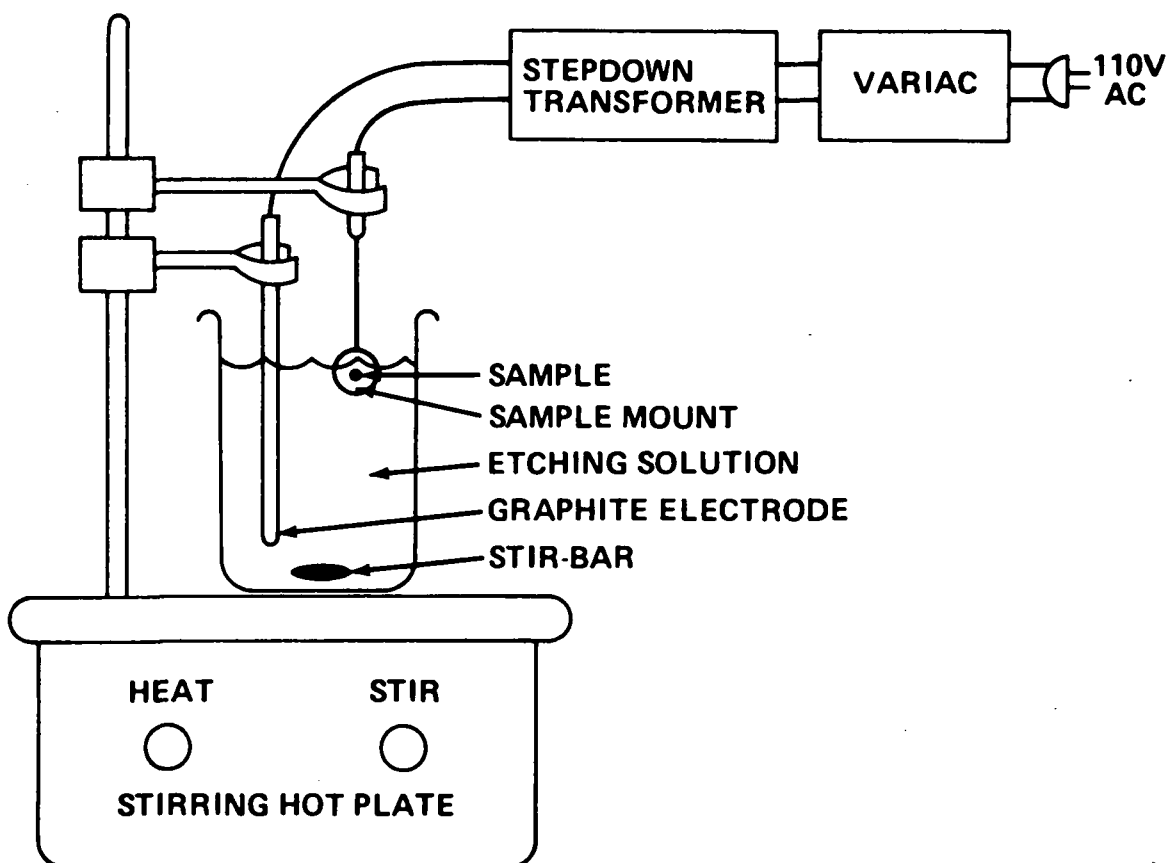 STEPDOWN
TRANSFORMER
VARIAC
110V
AC
SAMPLE
SAMPLE MOUNT
ETCHING SOLUTION
GRAPHITE ELECTRODE
STIR-BAR
HEAT
STIR
STIRRING HOT PLATE